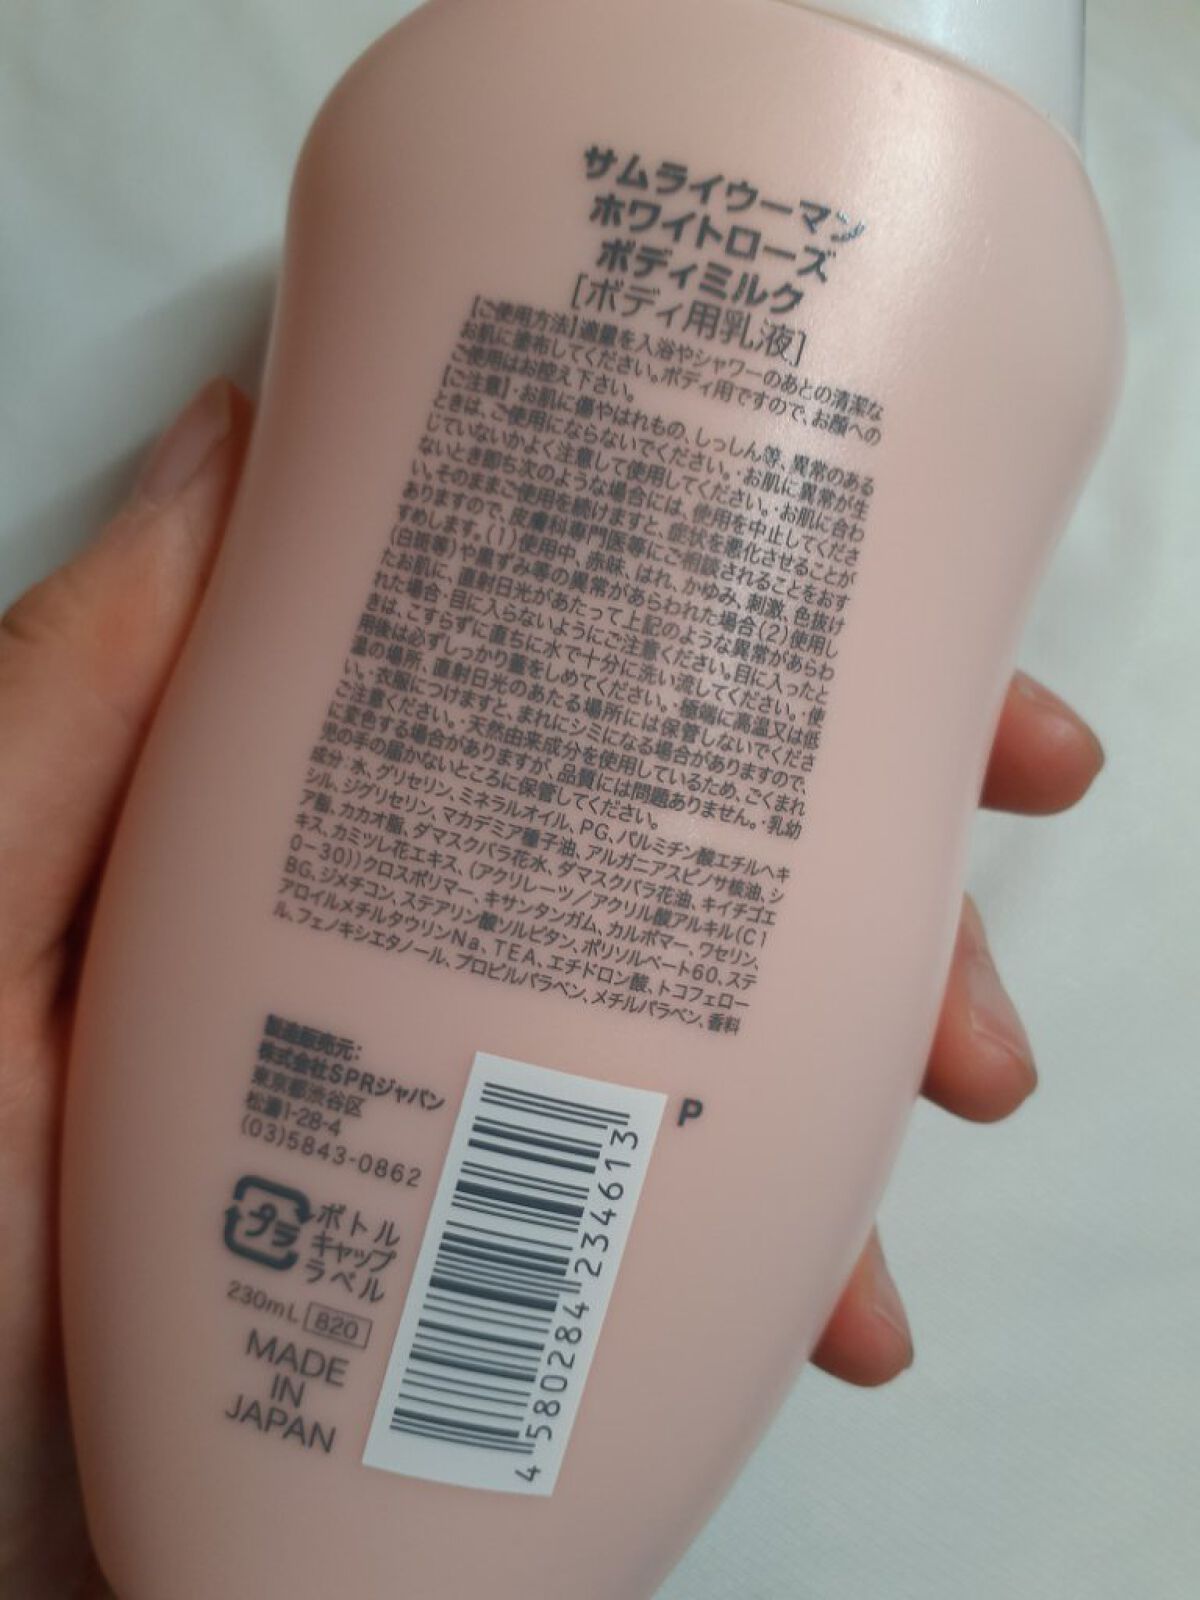 サムライウーマン
ホワイトローズ
ボディミルク
[ボディ用乳液]
【ご使用方法】適量を入浴やシャワーのあとの清潔な
お肌に塗布してください。ボディ用ですので、お顔への
ご使用はお控え下さい。
【ご注意】・お肌に傷やはれもの、しっしん等、異常のある
ときは、ご使用にならないでください。・お肌に異常が生
じていないかよく注意して使用してください。・お肌に合わ
ないとき即ち次のような場合には、使用を中止してくださ
い。そのままご使用を続けますと、症状を悪化させることが
ありますので、皮膚科専門医等にご相談されることをおす
すめします。(1)使用中、赤味、はれ、かゆみ、刺激、色抜け
(白斑等)や黒ずみ等の異常があらわれた場合(2)使用し
たお肌に、直射日光があたって上記のような異常があらわ
れた場合・目に入らないようにご注意ください。目に入ったと
きは、こすらずに直ちに水で十分に洗い流してください。・使
用後は必ずしっかり蓋をしめてください。・極端に高温又は低
温の場所、直射日光のあたる場所には保管しないでくださ
い。・衣服につけますと、まれにシミになる場合がありますので、
ご注意ください。・天然由来成分を使用しているため、ごくまれ
に変色する場合がありますが、品質には問題ありません。・乳幼
児の手の届かないところに保管してください。
成分 水、グリセリン、ミネラルオイル、PG、パルミチン酸エチルヘキ
シル、ジグリセリン、マカデミア種子油、アルガニアスピノサ核油、シ
ア脂、カカオ脂、ダマスクバラ花水、ダマスクバラ花油、キイチゴエ
キス、カミツレ花エキス、(アクリレーツ/アクリル酸アルキル(C1
0-30))クロスポリマー、キサンタンガム、カルボマー、ワセリン、
BG、ジメチコン、ステアリン酸ソルビタン、ポリソルベート60、ステ
アロイルメチルタウリンNa、TEA、エチドロン酸、トコフェロー
ル、フェノキシエタノール、プロピルパラベン、メチルパラベン、香料
製造販売元:
株式会社SPRジャパン
東京都渋谷区
松濤1-28-4
(03)5843-0862
P
プラ
ボトル
キャップ
ラベル
230mL B20
MADE
IN
JAPAN
4 580284 234613